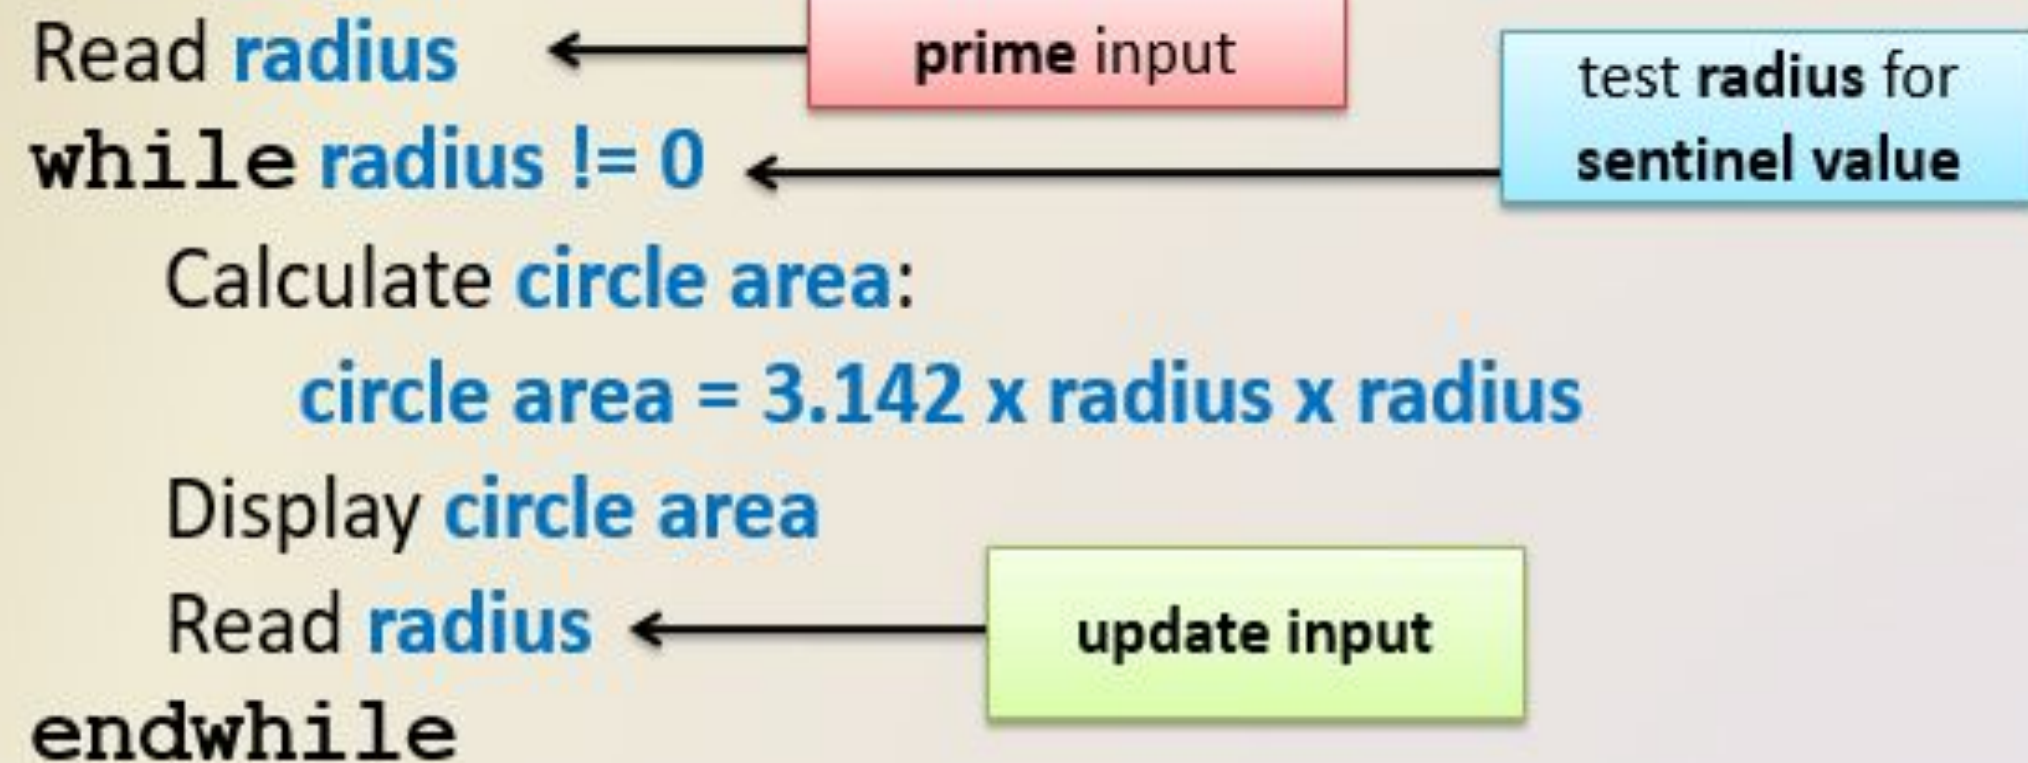 Read radius
prime input
while radius != 0
test radius for
sentinel value
Calculate circle area:
circle area = 3.142 x radius x radius
Display circle area
Read radius
update input
endwhile